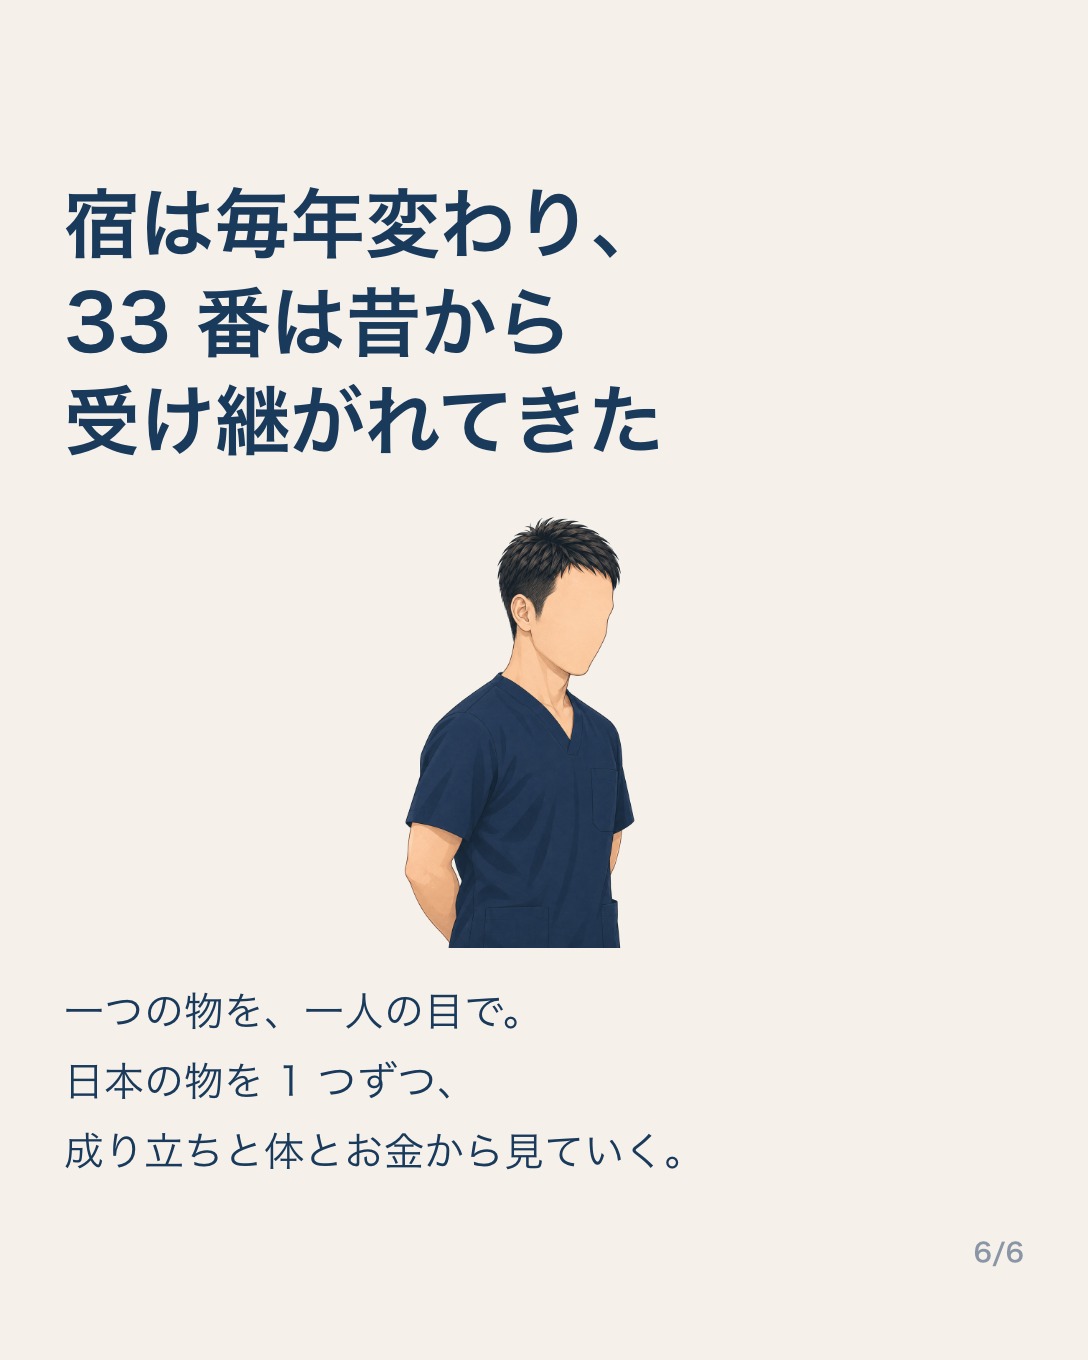 宿は毎年変わり、
33 番は昔から
受け継がれてきた
一つの物を、一人の目で。
日本の物を 1 つずつ、
成り立ちと体とお金から見ていく。
6/6